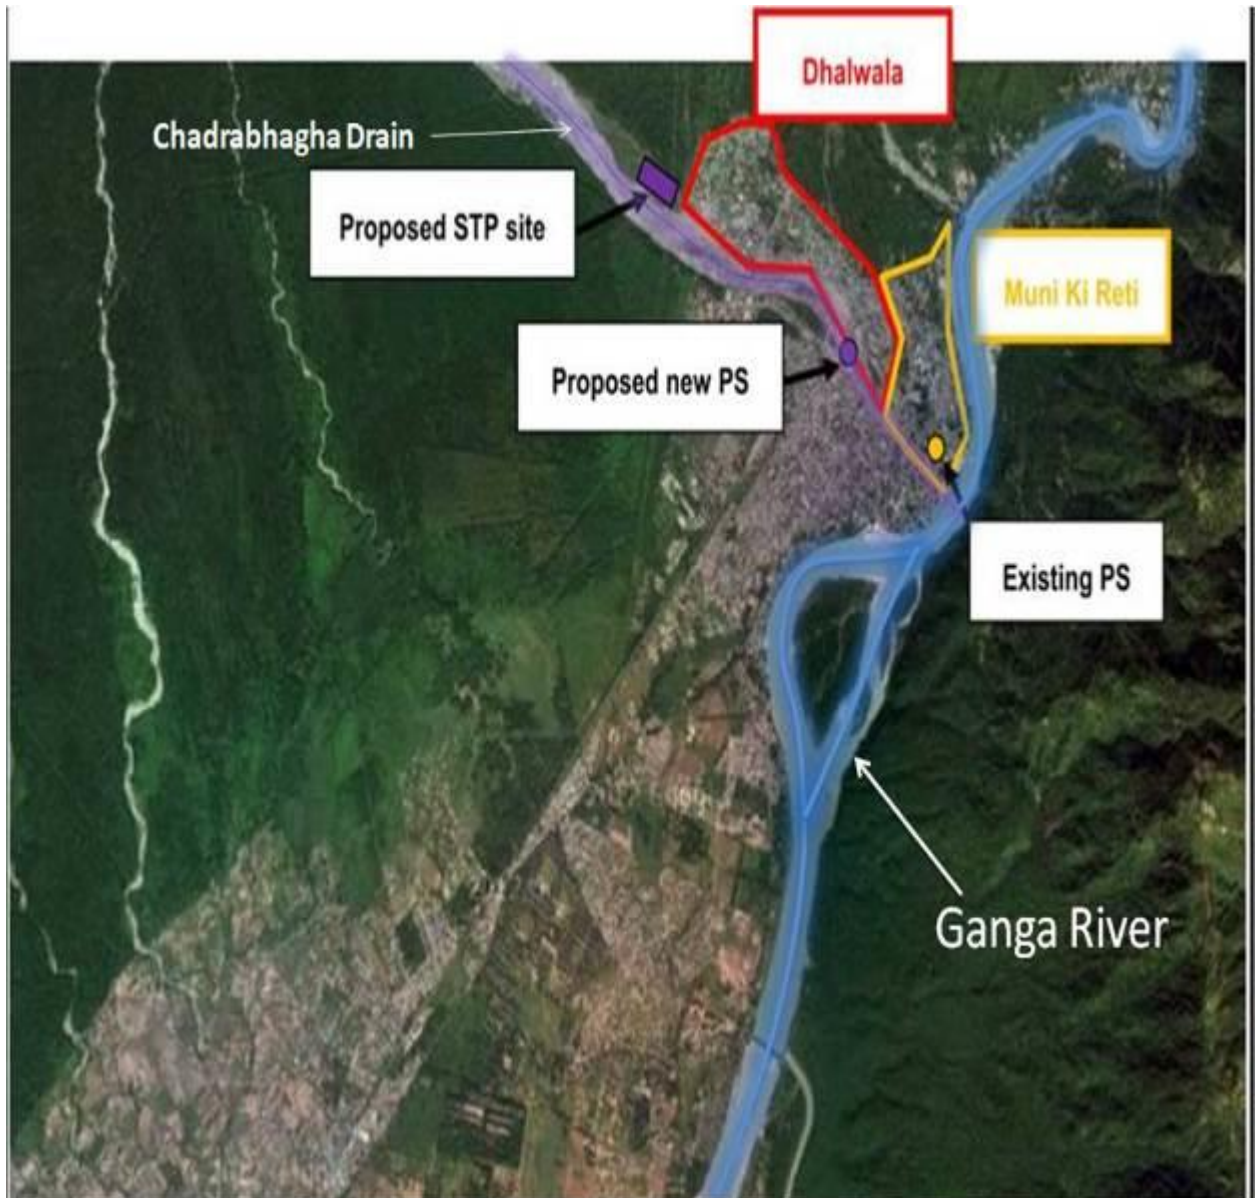 Dhalwala
Chadrabhagha Drain
Proposed STP site
Muni Ki Reti
Proposed new PS
Existing PS
Ganga River